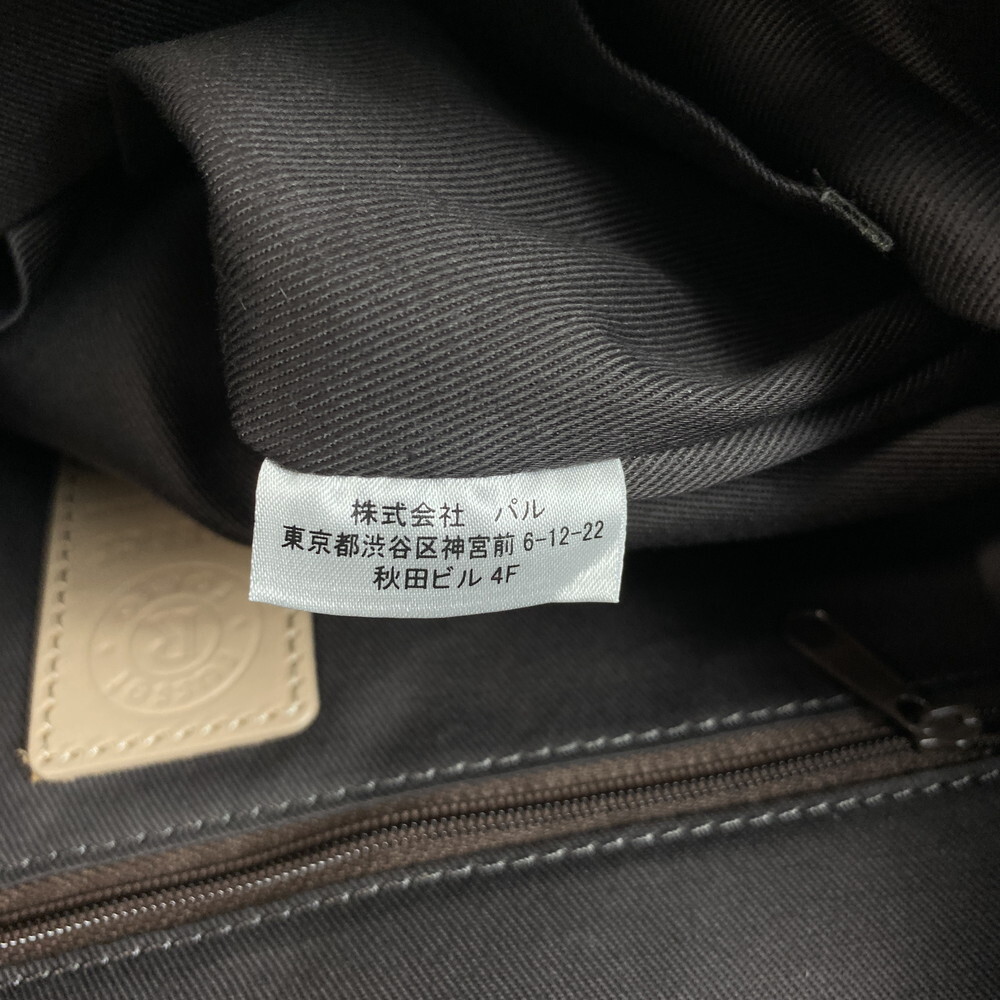 株式会社　パル
東京都渋谷区神宮前 6-12-22
秋田ビル 4F